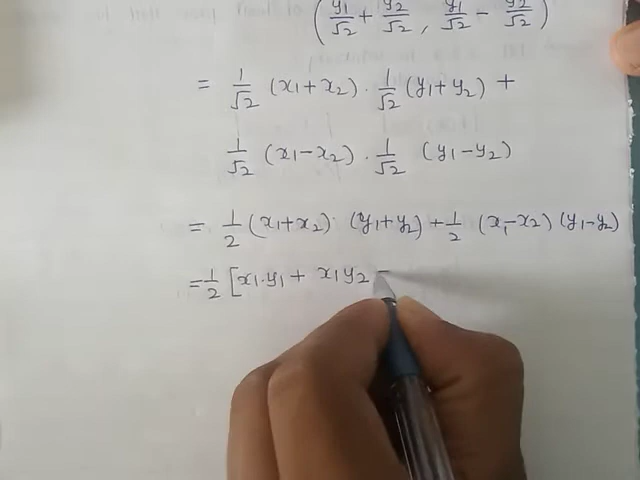 (y₁/√2 + y₂/√2 , y₁/√2 - y₂/√2)
= 1/√2 (x₁+x₂) . 1/√2 (y₁+y₂) +
1/√2 (x₁-x₂) . 1/√2 (y₁-y₂)
= 1/2 (x₁+x₂) . (y₁+y₂) + 1/2 (x₁-x₂) (y₁-y₂)
= 1/2 [x₁.y₁ + x₁y₂ -